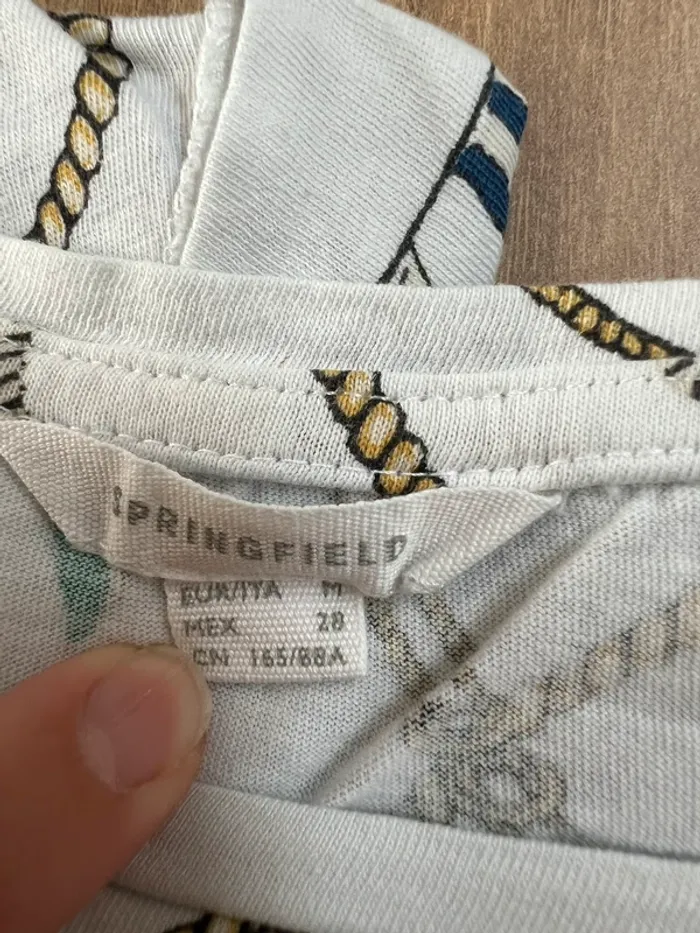 SPRINGFIELD
EUR/ITA M
MEX 28
CN 165/88A